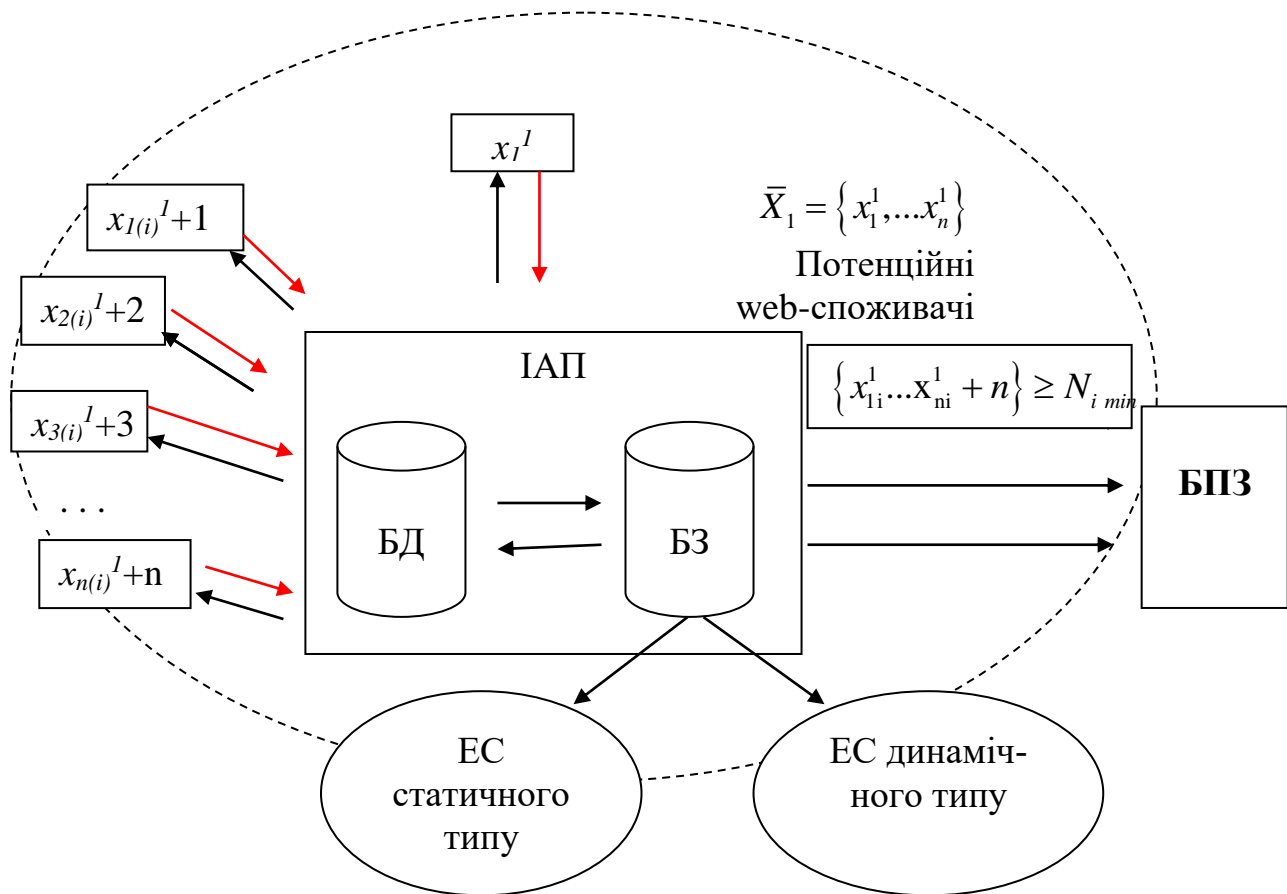 x₁¹
x₁₍ᵢ₎¹+1
X̄₁ = {x₁¹,...xₙ¹}
Потенційні
web-споживачі
x₂₍ᵢ₎¹+2
ІАП
{x₁ᵢ¹...xₙᵢ¹ + n} ≥ Nᵢ ₘᵢₙ
x₃₍ᵢ₎¹+3
БПЗ
. . .
БД
БЗ
xₙ₍ᵢ₎¹+n
ЕС
статичного
типу
ЕС динаміч-
ного типу